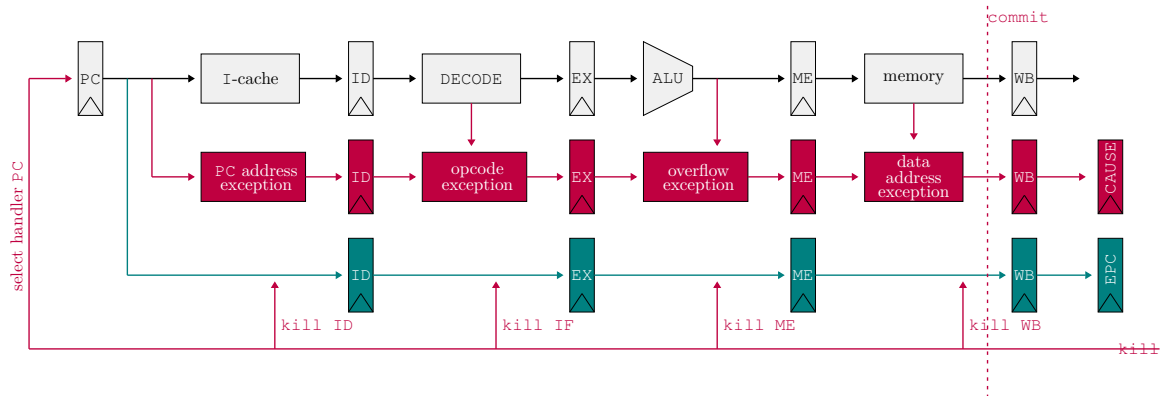 commit
PC
I-cache
ID
DECODE
EX
ALU
ME
memory
WB
PC address
exception
ID
opcode
exception
EX
overflow
exception
ME
data
address
exception
WB
CAUSE
select handler PC
ID
EX
ME
WB
EPC
kill ID
kill IF
kill ME
kill WB
kill